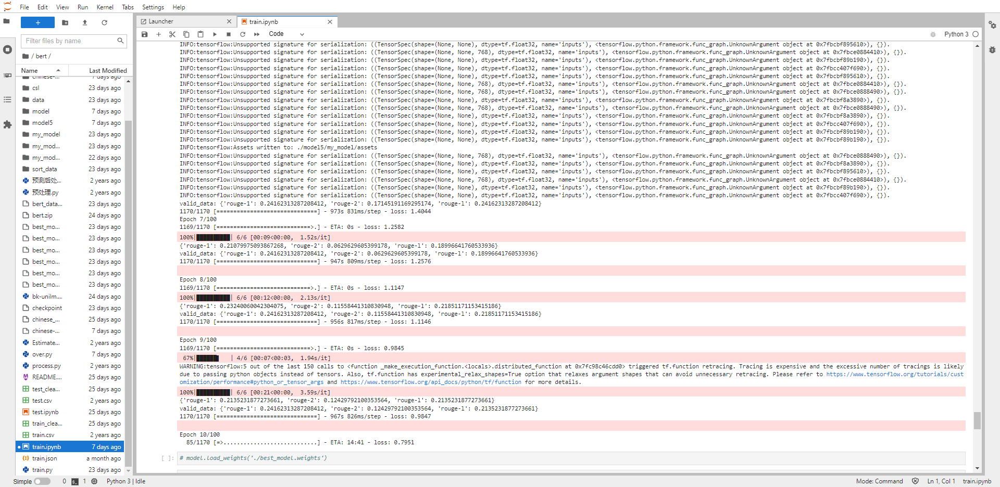 File Edit View Run Kernel Tabs Settings Help
Launcher
train.ipynb
Filter files by name
Code
Python 3
/ bert /
Name
Last Modified
chinese-... 7 days ago
csl 23 days ago
data 23 days ago
model 7 days ago
model5 7 days ago
my_model 23 days ago
my_mod... 23 days ago
my_mod... 22 days ago
sort_data 23 days ago
预测后处... 2 years ago
预处理.py 2 years ago
bert_data... 23 days ago
bert.zip 24 days ago
best_mo... 23 days ago
best_mo... 23 days ago
best_mo... 23 days ago
best_mo... 23 days ago
best_mo... 23 days ago
best_mo... 23 days ago
bk-unilm.... 24 days ago
checkpoint 23 days ago
chinese_... 25 days ago
chinese-... 7 days ago
Estimate... 2 years ago
over.py 7 days ago
process.py 2 years ago
README.... 25 days ago
test_clea... 25 days ago
test.csv 2 years ago
test.ipynb 25 days ago
train_clea... 25 days ago
train.csv 2 years ago
train.ipynb 7 days ago
train.json a month ago
train.py 23 days ago
INFO:tensorflow:Unsupported signature for serialization: ((TensorSpec(shape=(None, None), dtype=tf.float32, name='inputs'), <tensorflow.python.framework.func_graph.UnknownArgument object at 0x7fbcbf895610>), {}).
INFO:tensorflow:Unsupported signature for serialization: ((TensorSpec(shape=(None, None, 768), dtype=tf.float32, name='inputs'), <tensorflow.python.framework.func_graph.UnknownArgument object at 0x7fbce0884410>), {}).
INFO:tensorflow:Unsupported signature for serialization: ((TensorSpec(shape=(None, None), dtype=tf.float32, name='inputs'), <tensorflow.python.framework.func_graph.UnknownArgument object at 0x7fbcbf89b190>), {}).
INFO:tensorflow:Unsupported signature for serialization: ((TensorSpec(shape=(None, None), dtype=tf.float32, name='inputs'), <tensorflow.python.framework.func_graph.UnknownArgument object at 0x7fbcc407f690>), {}).
INFO:tensorflow:Unsupported signature for serialization: ((TensorSpec(shape=(None, None), dtype=tf.float32, name='inputs'), <tensorflow.python.framework.func_graph.UnknownArgument object at 0x7fbcbf895610>), {}).
INFO:tensorflow:Unsupported signature for serialization: ((TensorSpec(shape=(None, None, 768), dtype=tf.float32, name='inputs'), <tensorflow.python.framework.func_graph.UnknownArgument object at 0x7fbce0884410>), {}).
INFO:tensorflow:Unsupported signature for serialization: ((TensorSpec(shape=(None, None, 768), dtype=tf.float32, name='inputs'), <tensorflow.python.framework.func_graph.UnknownArgument object at 0x7fbce0888490>), {}).
INFO:tensorflow:Unsupported signature for serialization: ((TensorSpec(shape=(None, None), dtype=tf.float32, name='inputs'), <tensorflow.python.framework.func_graph.UnknownArgument object at 0x7fbcbf8a3890>), {}).
INFO:tensorflow:Unsupported signature for serialization: ((TensorSpec(shape=(None, None, 768), dtype=tf.float32, name='inputs'), <tensorflow.python.framework.func_graph.UnknownArgument object at 0x7fbce0888490>), {}).
INFO:tensorflow:Unsupported signature for serialization: ((TensorSpec(shape=(None, None), dtype=tf.float32, name='inputs'), <tensorflow.python.framework.func_graph.UnknownArgument object at 0x7fbcbf8a3890>), {}).
INFO:tensorflow:Unsupported signature for serialization: ((TensorSpec(shape=(None, None), dtype=tf.float32, name='inputs'), <tensorflow.python.framework.func_graph.UnknownArgument object at 0x7fbcc407f690>), {}).
INFO:tensorflow:Unsupported signature for serialization: ((TensorSpec(shape=(None, None), dtype=tf.float32, name='inputs'), <tensorflow.python.framework.func_graph.UnknownArgument object at 0x7fbcbf89b190>), {}).
INFO:tensorflow:Unsupported signature for serialization: ((TensorSpec(shape=(None, None), dtype=tf.float32, name='inputs'), <tensorflow.python.framework.func_graph.UnknownArgument object at 0x7fbcbf89b190>), {}).
INFO:tensorflow:Assets written to: ./model5/my_model/assets
INFO:tensorflow:Unsupported signature for serialization: ((TensorSpec(shape=(None, None, 768), dtype=tf.float32, name='inputs'), <tensorflow.python.framework.func_graph.UnknownArgument object at 0x7fbce0888490>), {}).
INFO:tensorflow:Unsupported signature for serialization: ((TensorSpec(shape=(None, None), dtype=tf.float32, name='inputs'), <tensorflow.python.framework.func_graph.UnknownArgument object at 0x7fbcbf8a3890>), {}).
INFO:tensorflow:Unsupported signature for serialization: ((TensorSpec(shape=(None, None), dtype=tf.float32, name='inputs'), <tensorflow.python.framework.func_graph.UnknownArgument object at 0x7fbcbf895610>), {}).
INFO:tensorflow:Unsupported signature for serialization: ((TensorSpec(shape=(None, None, 768), dtype=tf.float32, name='inputs'), <tensorflow.python.framework.func_graph.UnknownArgument object at 0x7fbce0884410>), {}).
INFO:tensorflow:Unsupported signature for serialization: ((TensorSpec(shape=(None, None), dtype=tf.float32, name='inputs'), <tensorflow.python.framework.func_graph.UnknownArgument object at 0x7fbcbf89b190>), {}).
INFO:tensorflow:Unsupported signature for serialization: ((TensorSpec(shape=(None, None), dtype=tf.float32, name='inputs'), <tensorflow.python.framework.func_graph.UnknownArgument object at 0x7fbcc407f690>), {}).
valid_data: {'rouge-1': 0.24162313287208412, 'rouge-2': 0.17145191169295174, 'rouge-l': 0.24162313287208412}
1170/1170 [==============================] - 973s 831ms/step - loss: 1.4044
Epoch 7/100
1169/1170 [============================>.] - ETA: 0s - loss: 1.2582
100%|██████████| 6/6 [00:09<00:00, 1.52s/it]
{'rouge-1': 0.21079975093867268, 'rouge-2': 0.0629629605399178, 'rouge-l': 0.18996641760533936}
valid_data: {'rouge-1': 0.24162313287208412, 'rouge-2': 0.0629629605399178, 'rouge-l': 0.18996641760533936}
1170/1170 [==============================] - 947s 809ms/step - loss: 1.2576
Epoch 8/100
1169/1170 [============================>.] - ETA: 0s - loss: 1.1147
100%|██████████| 6/6 [00:12<00:00, 2.13s/it]
{'rouge-1': 0.23240060042304075, 'rouge-2': 0.11558441310830948, 'rouge-l': 0.21851171153415186}
valid_data: {'rouge-1': 0.24162313287208412, 'rouge-2': 0.11558441310830948, 'rouge-l': 0.21851171153415186}
1170/1170 [==============================] - 956s 817ms/step - loss: 1.1146
Epoch 9/100
1169/1170 [============================>.] - ETA: 0s - loss: 0.9845
67%|██████▋   | 4/6 [00:07<00:03, 1.94s/it]
WARNING:tensorflow:5 out of the last 150 calls to <function _make_execution_function.<locals>.distributed_function at 0x7fc98c46cdd0> triggered tf.function retracing. Tracing is expensive and the excessive number of tracings is likely
due to passing python objects instead of tensors. Also, tf.function has experimental_relax_shapes=True option that relaxes argument shapes that can avoid unnecessary retracing. Please refer to https://www.tensorflow.org/tutorials/cust
omization/performance#python_or_tensor_args and https://www.tensorflow.org/api_docs/python/tf/function for more details.
100%|██████████| 6/6 [00:21<00:00, 3.59s/it]
{'rouge-1': 0.2135231877273661, 'rouge-2': 0.12429792100353564, 'rouge-l': 0.2135231877273661}
valid_data: {'rouge-1': 0.24162313287208412, 'rouge-2': 0.12429792100353564, 'rouge-l': 0.2135231877273661}
1170/1170 [==============================] - 967s 826ms/step - loss: 0.9847
Epoch 10/100
85/1170 [=>............................] - ETA: 14:41 - loss: 0.7951
[ ]: # model.load_weights('./best_model.weights')
Simple 0 1 Python 3 | Idle
Mode: Command Ln 1, Col 1 train.ipynb